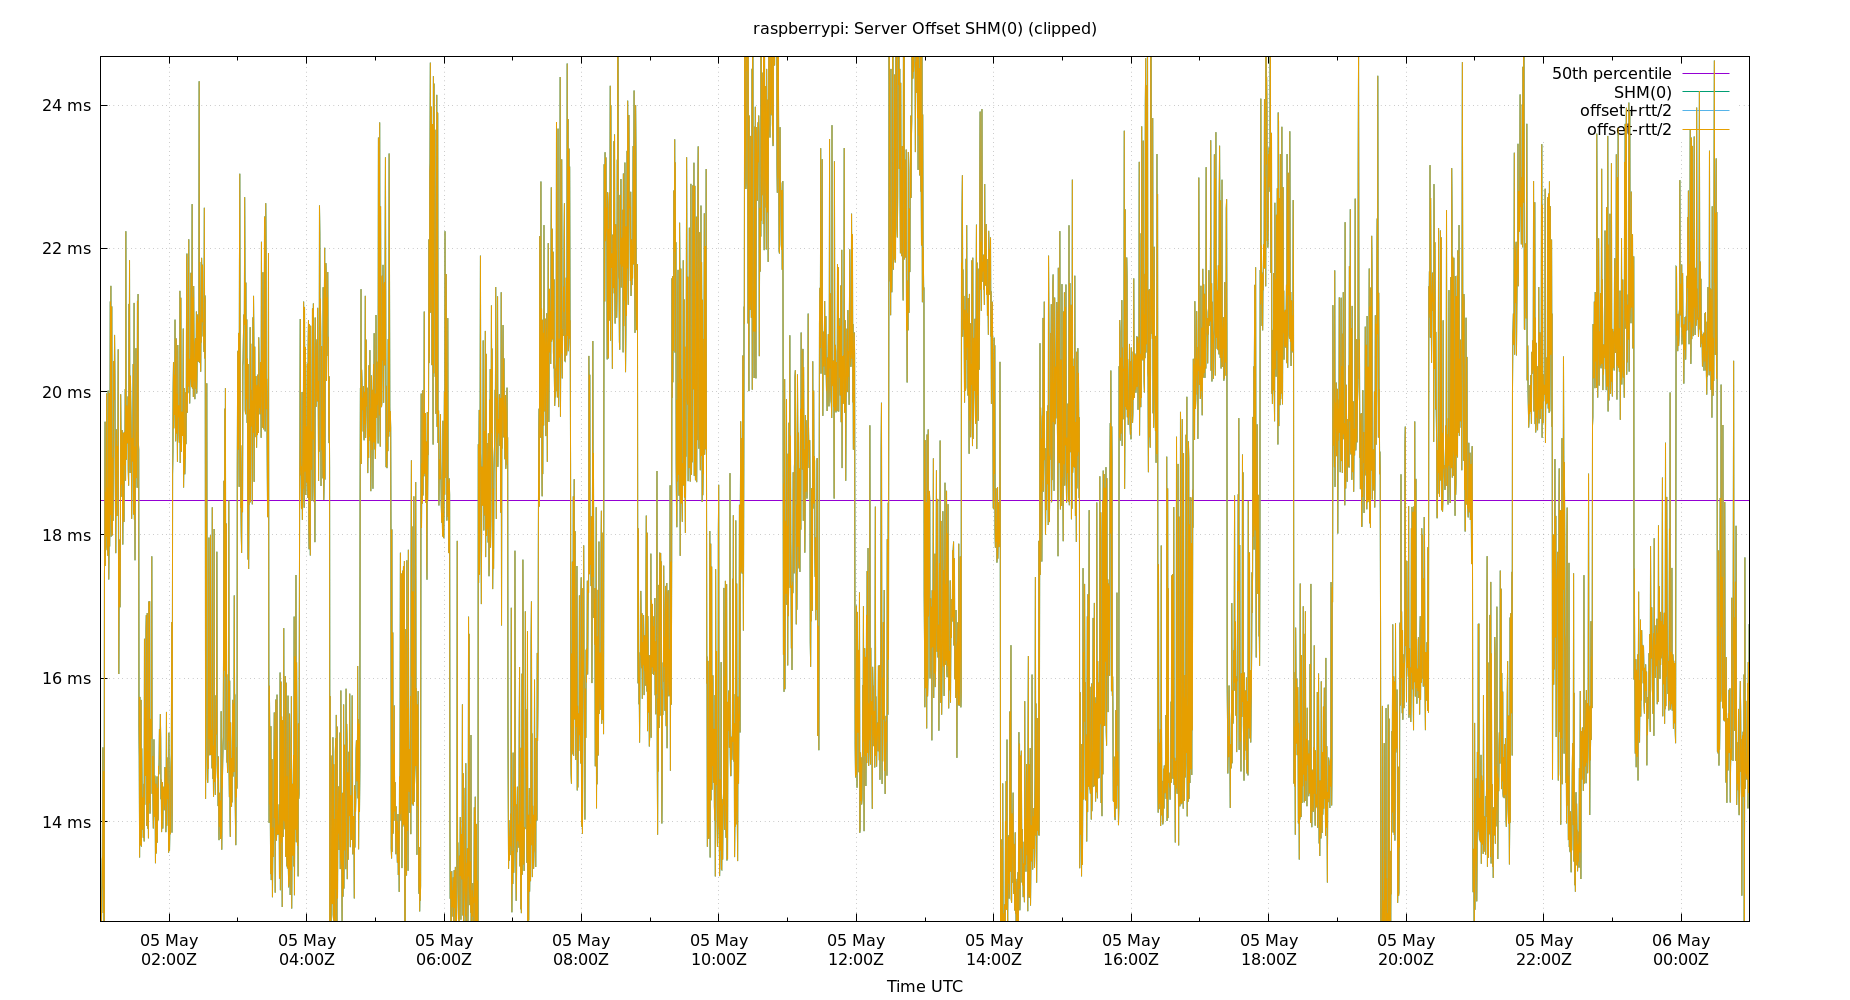 raspberrypi: Server Offset SHM(0) (clipped)
50th percentile
SHM(0)
offset+rtt/2
offset-rtt/2
24 ms
22 ms
20 ms
18 ms
16 ms
14 ms
05 May 05 May 05 May 05 May 05 May 05 May 05 May 05 May 05 May 05 May 05 May 06 May
02:00Z 04:00Z 06:00Z 08:00Z 10:00Z 12:00Z 14:00Z 16:00Z 18:00Z 20:00Z 22:00Z 00:00Z
Time UTC